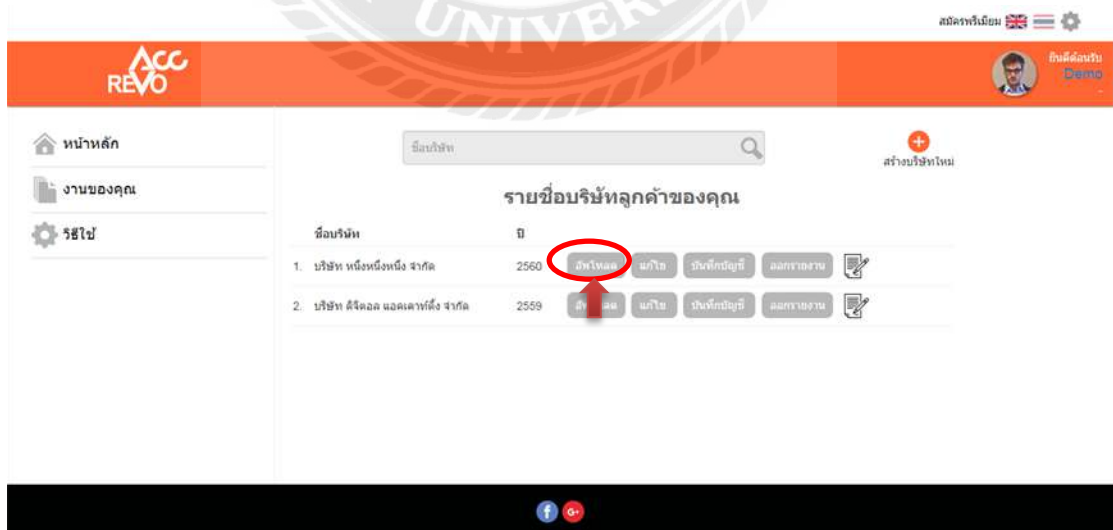 UNIVER
สมัครพรีเมียม
ACC
REVO
ยินดีต้อนรับ
Demo
-
หน้าหลัก
ชื่อบริษัท
สร้างบริษัทใหม่
งานของคุณ
รายชื่อบริษัทลูกค้าของคุณ
วิธีใช้
ชื่อบริษัท ปี
1. บริษัท หนึ่งหนึ่งหนึ่ง จำกัด 2560 อัพโหลด แก้ไข บันทึกบัญชี ออกรายงาน
2. บริษัท ดิจิตอล แอคเคาท์ติ้ง จำกัด 2559 แก้ไข บันทึกบัญชี ออกรายงาน
f G+